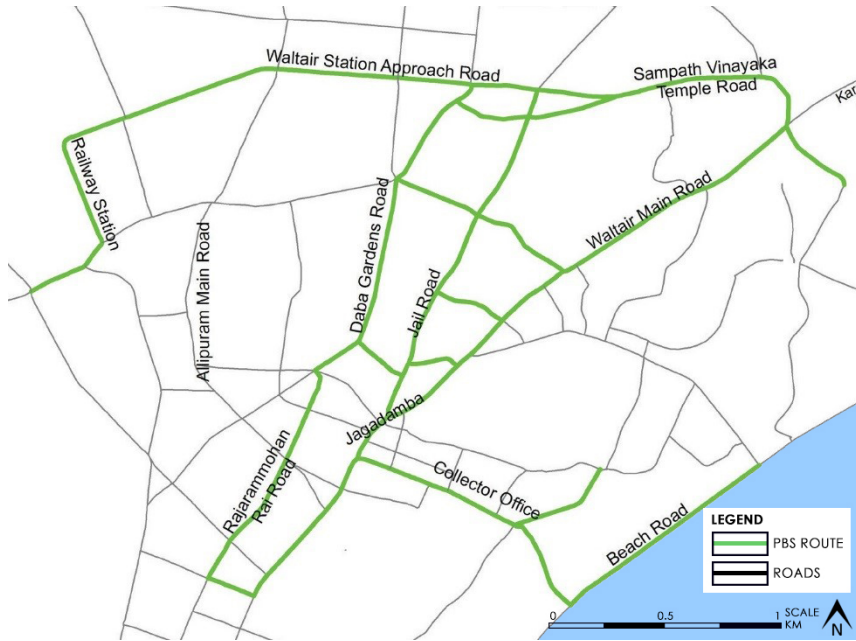 Waltair Station Approach Road
Sampath Vinayaka
Temple Road
Kar
Railway Station
Allipuram Main Road
Daba Gardens Road
Jail Road
Waltair Main Road
Jagadamba
Rajarammohan
Rai Road
Collector Office
Beach Road
LEGEND
PBS ROUTE
ROADS
0 0.5 1 SCALE
KM
N